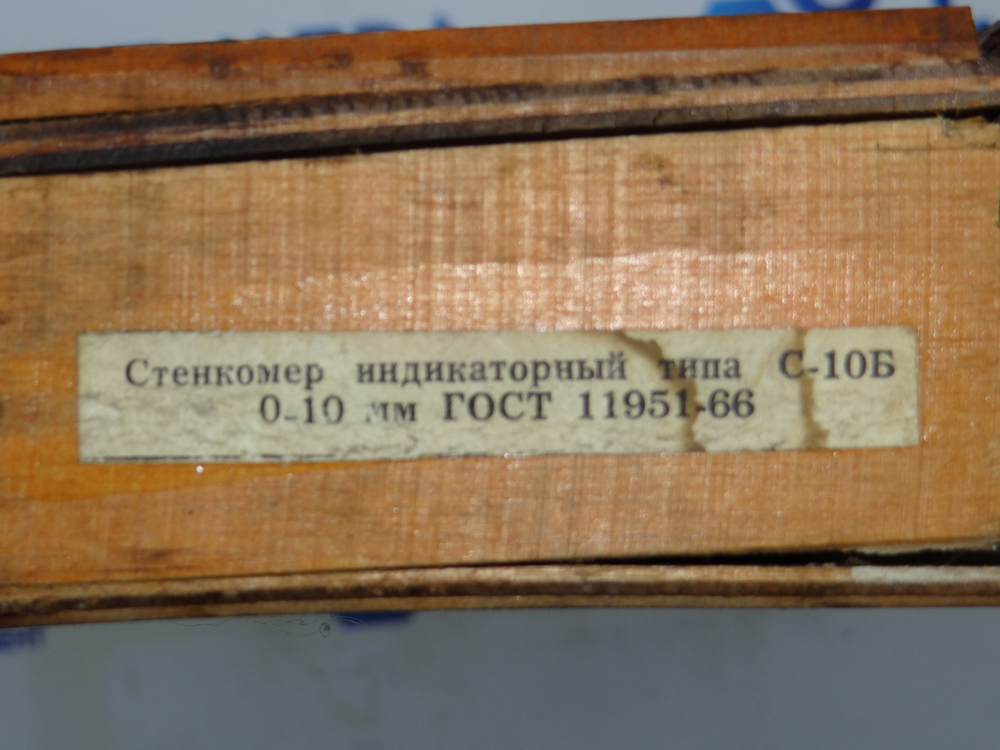 Стенкомер индикаторный типа С-10Б
0-10 мм ГОСТ 11951-66